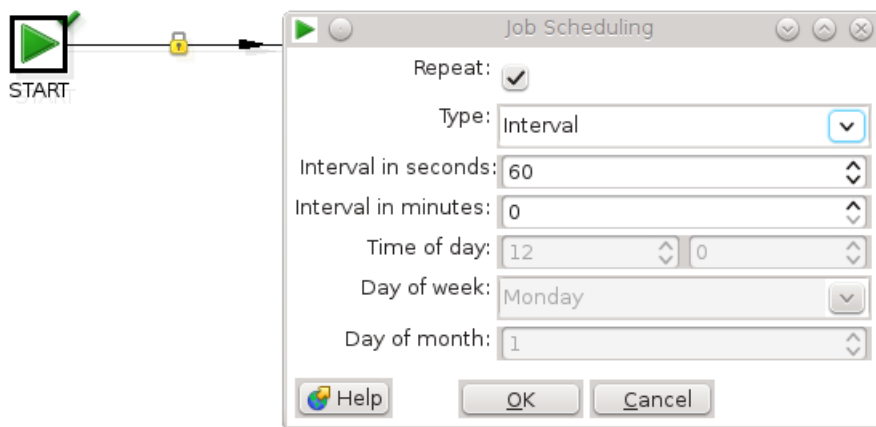 START
Job Scheduling
Repeat:
Type: Interval
Interval in seconds: 60
Interval in minutes: 0
Time of day: 12 0
Day of week: Monday
Day of month: 1
Help OK Cancel